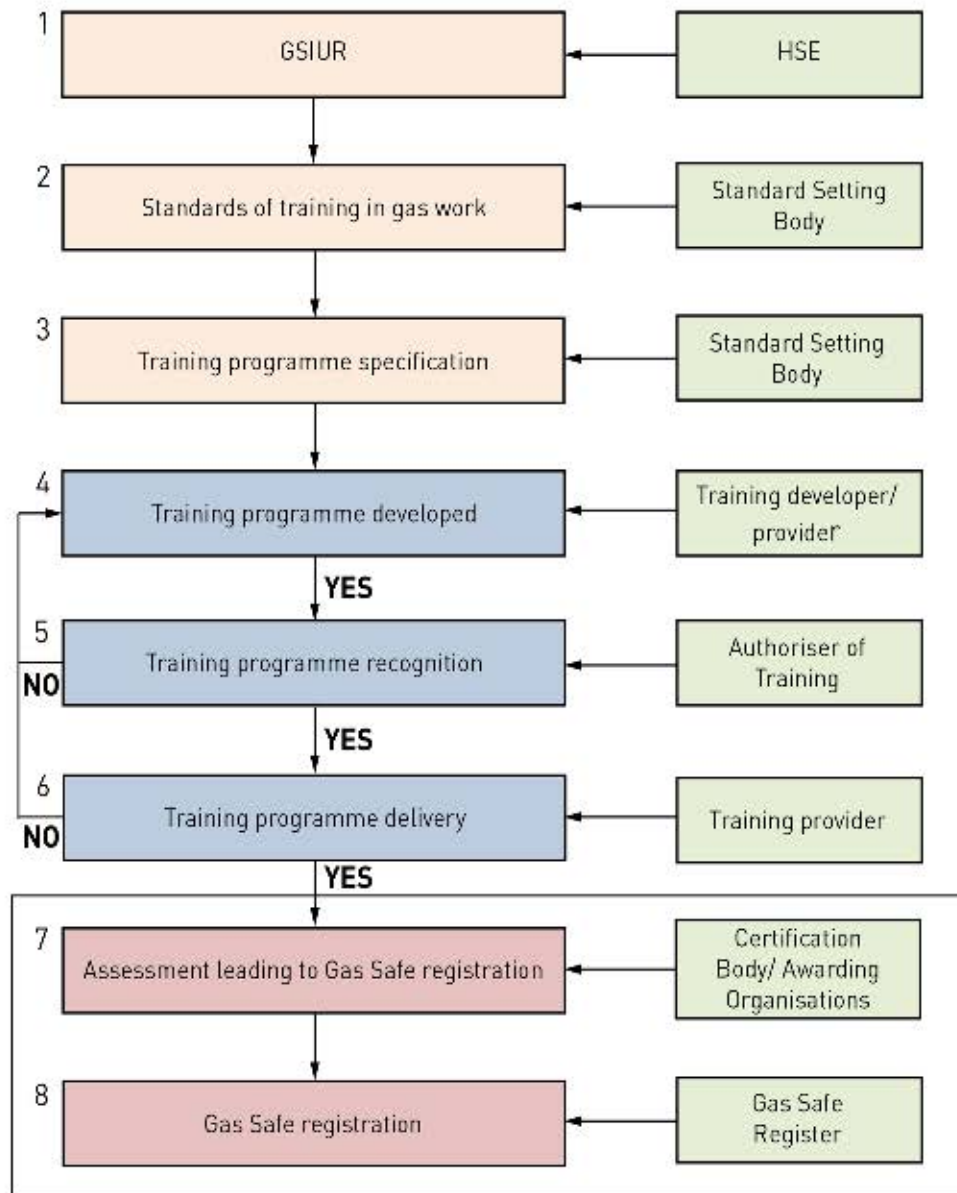 1
GSIUR
HSE
2
Standards of training in gas work
Standard Setting
Body
3
Training programme specification
Standard Setting
Body
4
Training programme developed
Training developer/
provider
YES
5
Training programme recognition
Authoriser of
Training
NO
YES
6
Training programme delivery
Training provider
NO
YES
7
Assessment leading to Gas Safe registration
Certification
Body/ Awarding
Organisations
8
Gas Safe registration
Gas Safe
Register